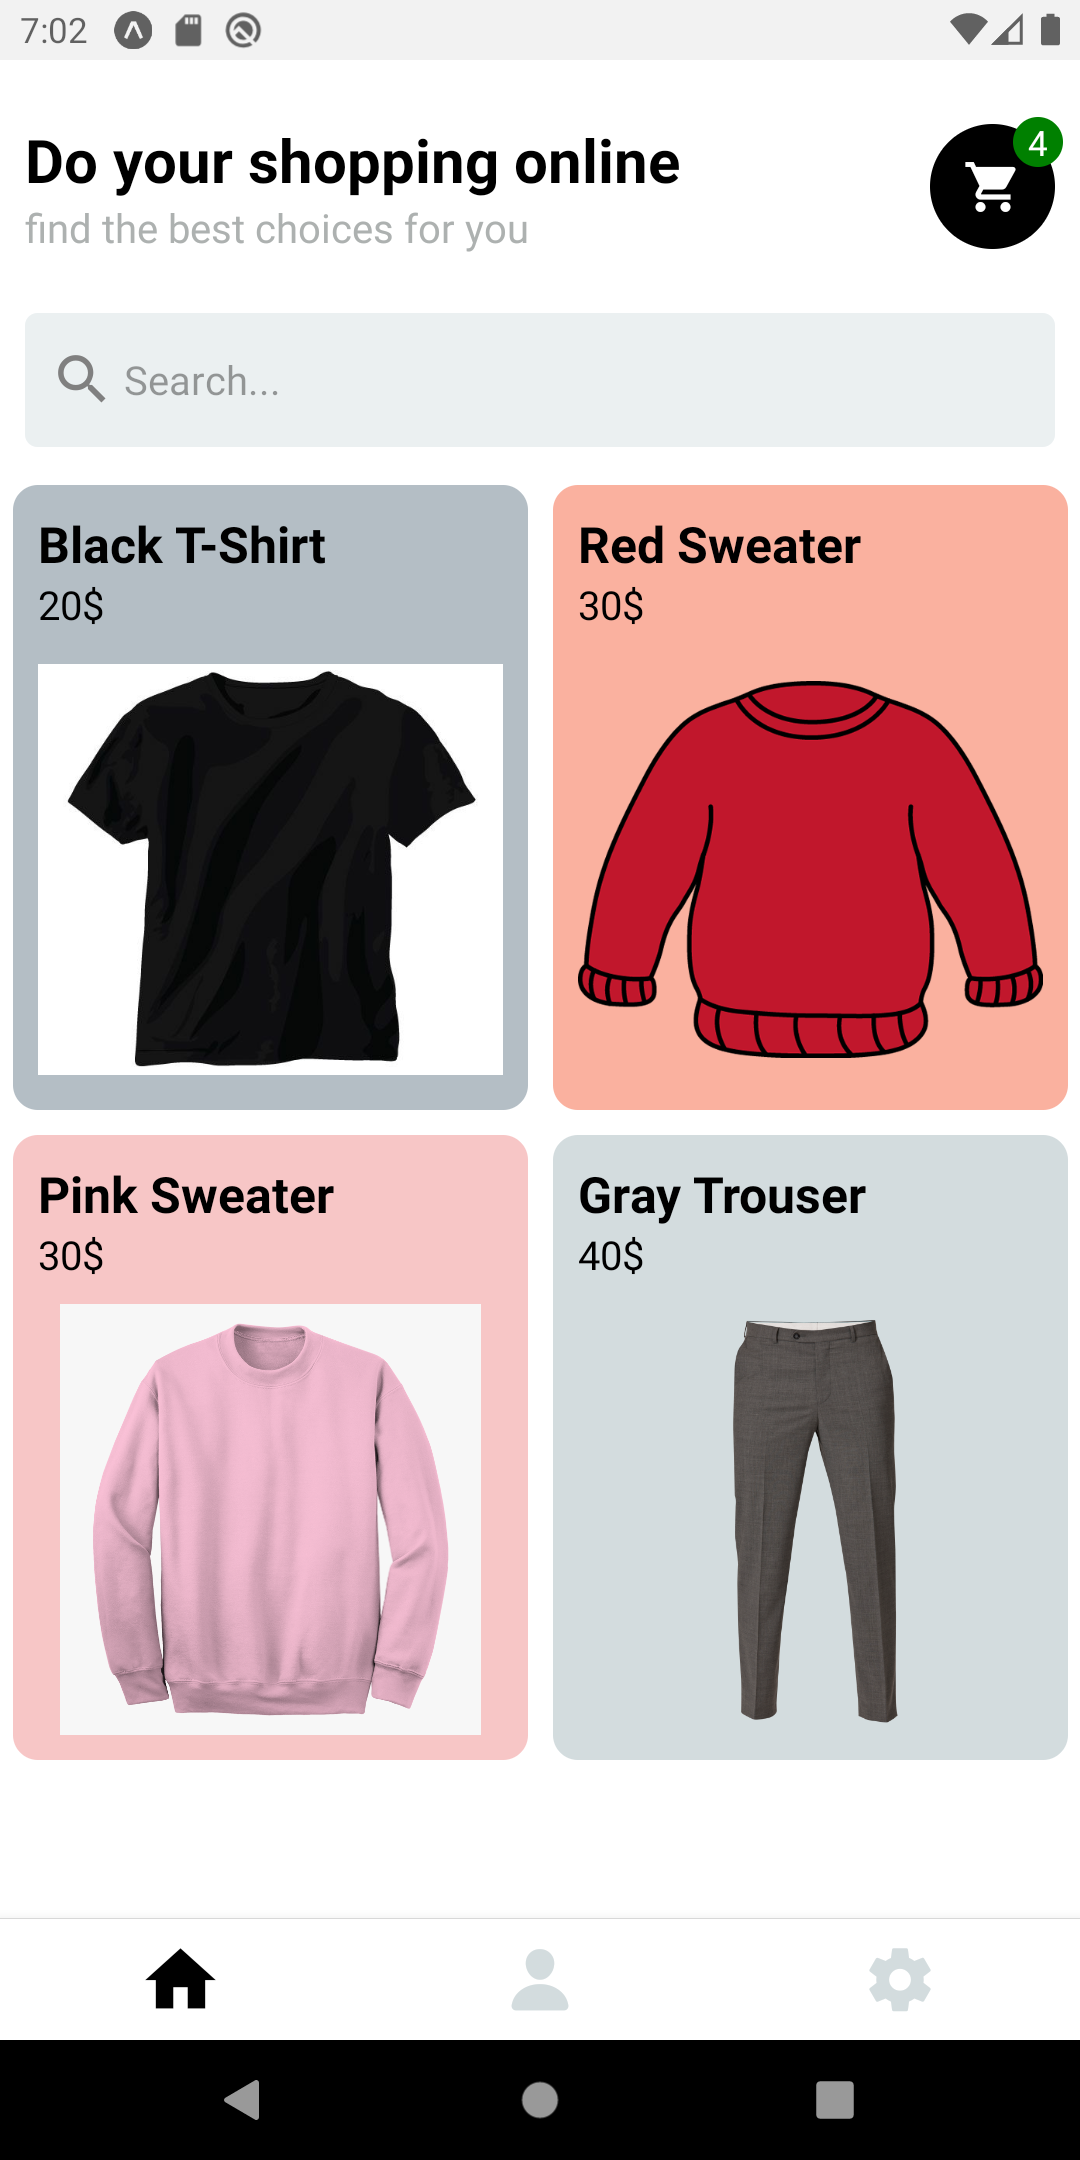 7:02
Do your shopping online
4
find the best choices for you
Search...
Black T-Shirt
20$
Red Sweater
30$
Pink Sweater
30$
Gray Trouser
40$